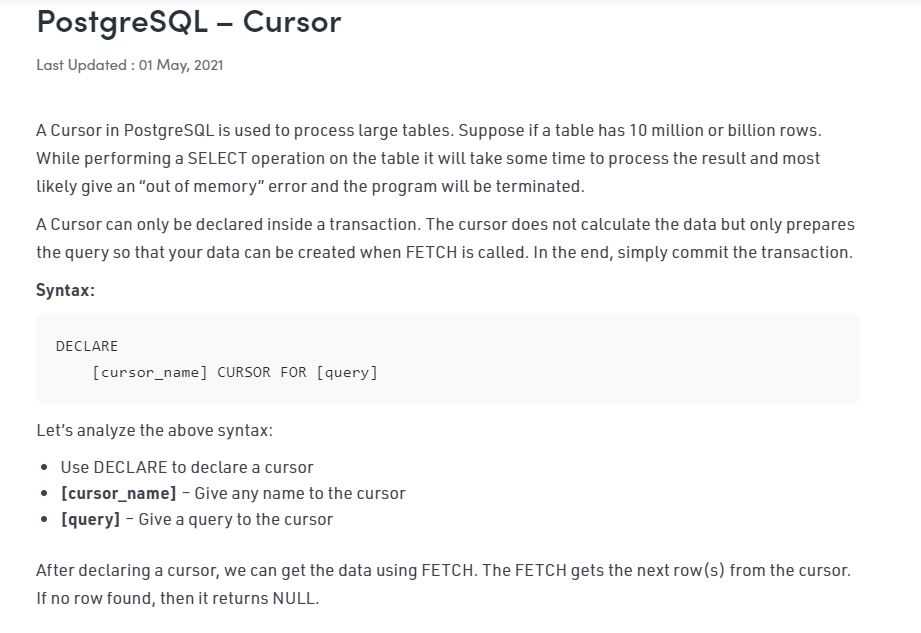 PostgreSQL – Cursor
Last Updated : 01 May, 2021
A Cursor in PostgreSQL is used to process large tables. Suppose if a table has 10 million or billion rows.
While performing a SELECT operation on the table it will take some time to process the result and most
likely give an “out of memory” error and the program will be terminated.
A Cursor can only be declared inside a transaction. The cursor does not calculate the data but only prepares
the query so that your data can be created when FETCH is called. In the end, simply commit the transaction.
Syntax:
DECLARE
[cursor_name] CURSOR FOR [query]
Let’s analyze the above syntax:
• Use DECLARE to declare a cursor
• [cursor_name] – Give any name to the cursor
• [query] – Give a query to the cursor
After declaring a cursor, we can get the data using FETCH. The FETCH gets the next row(s) from the cursor.
If no row found, then it returns NULL.